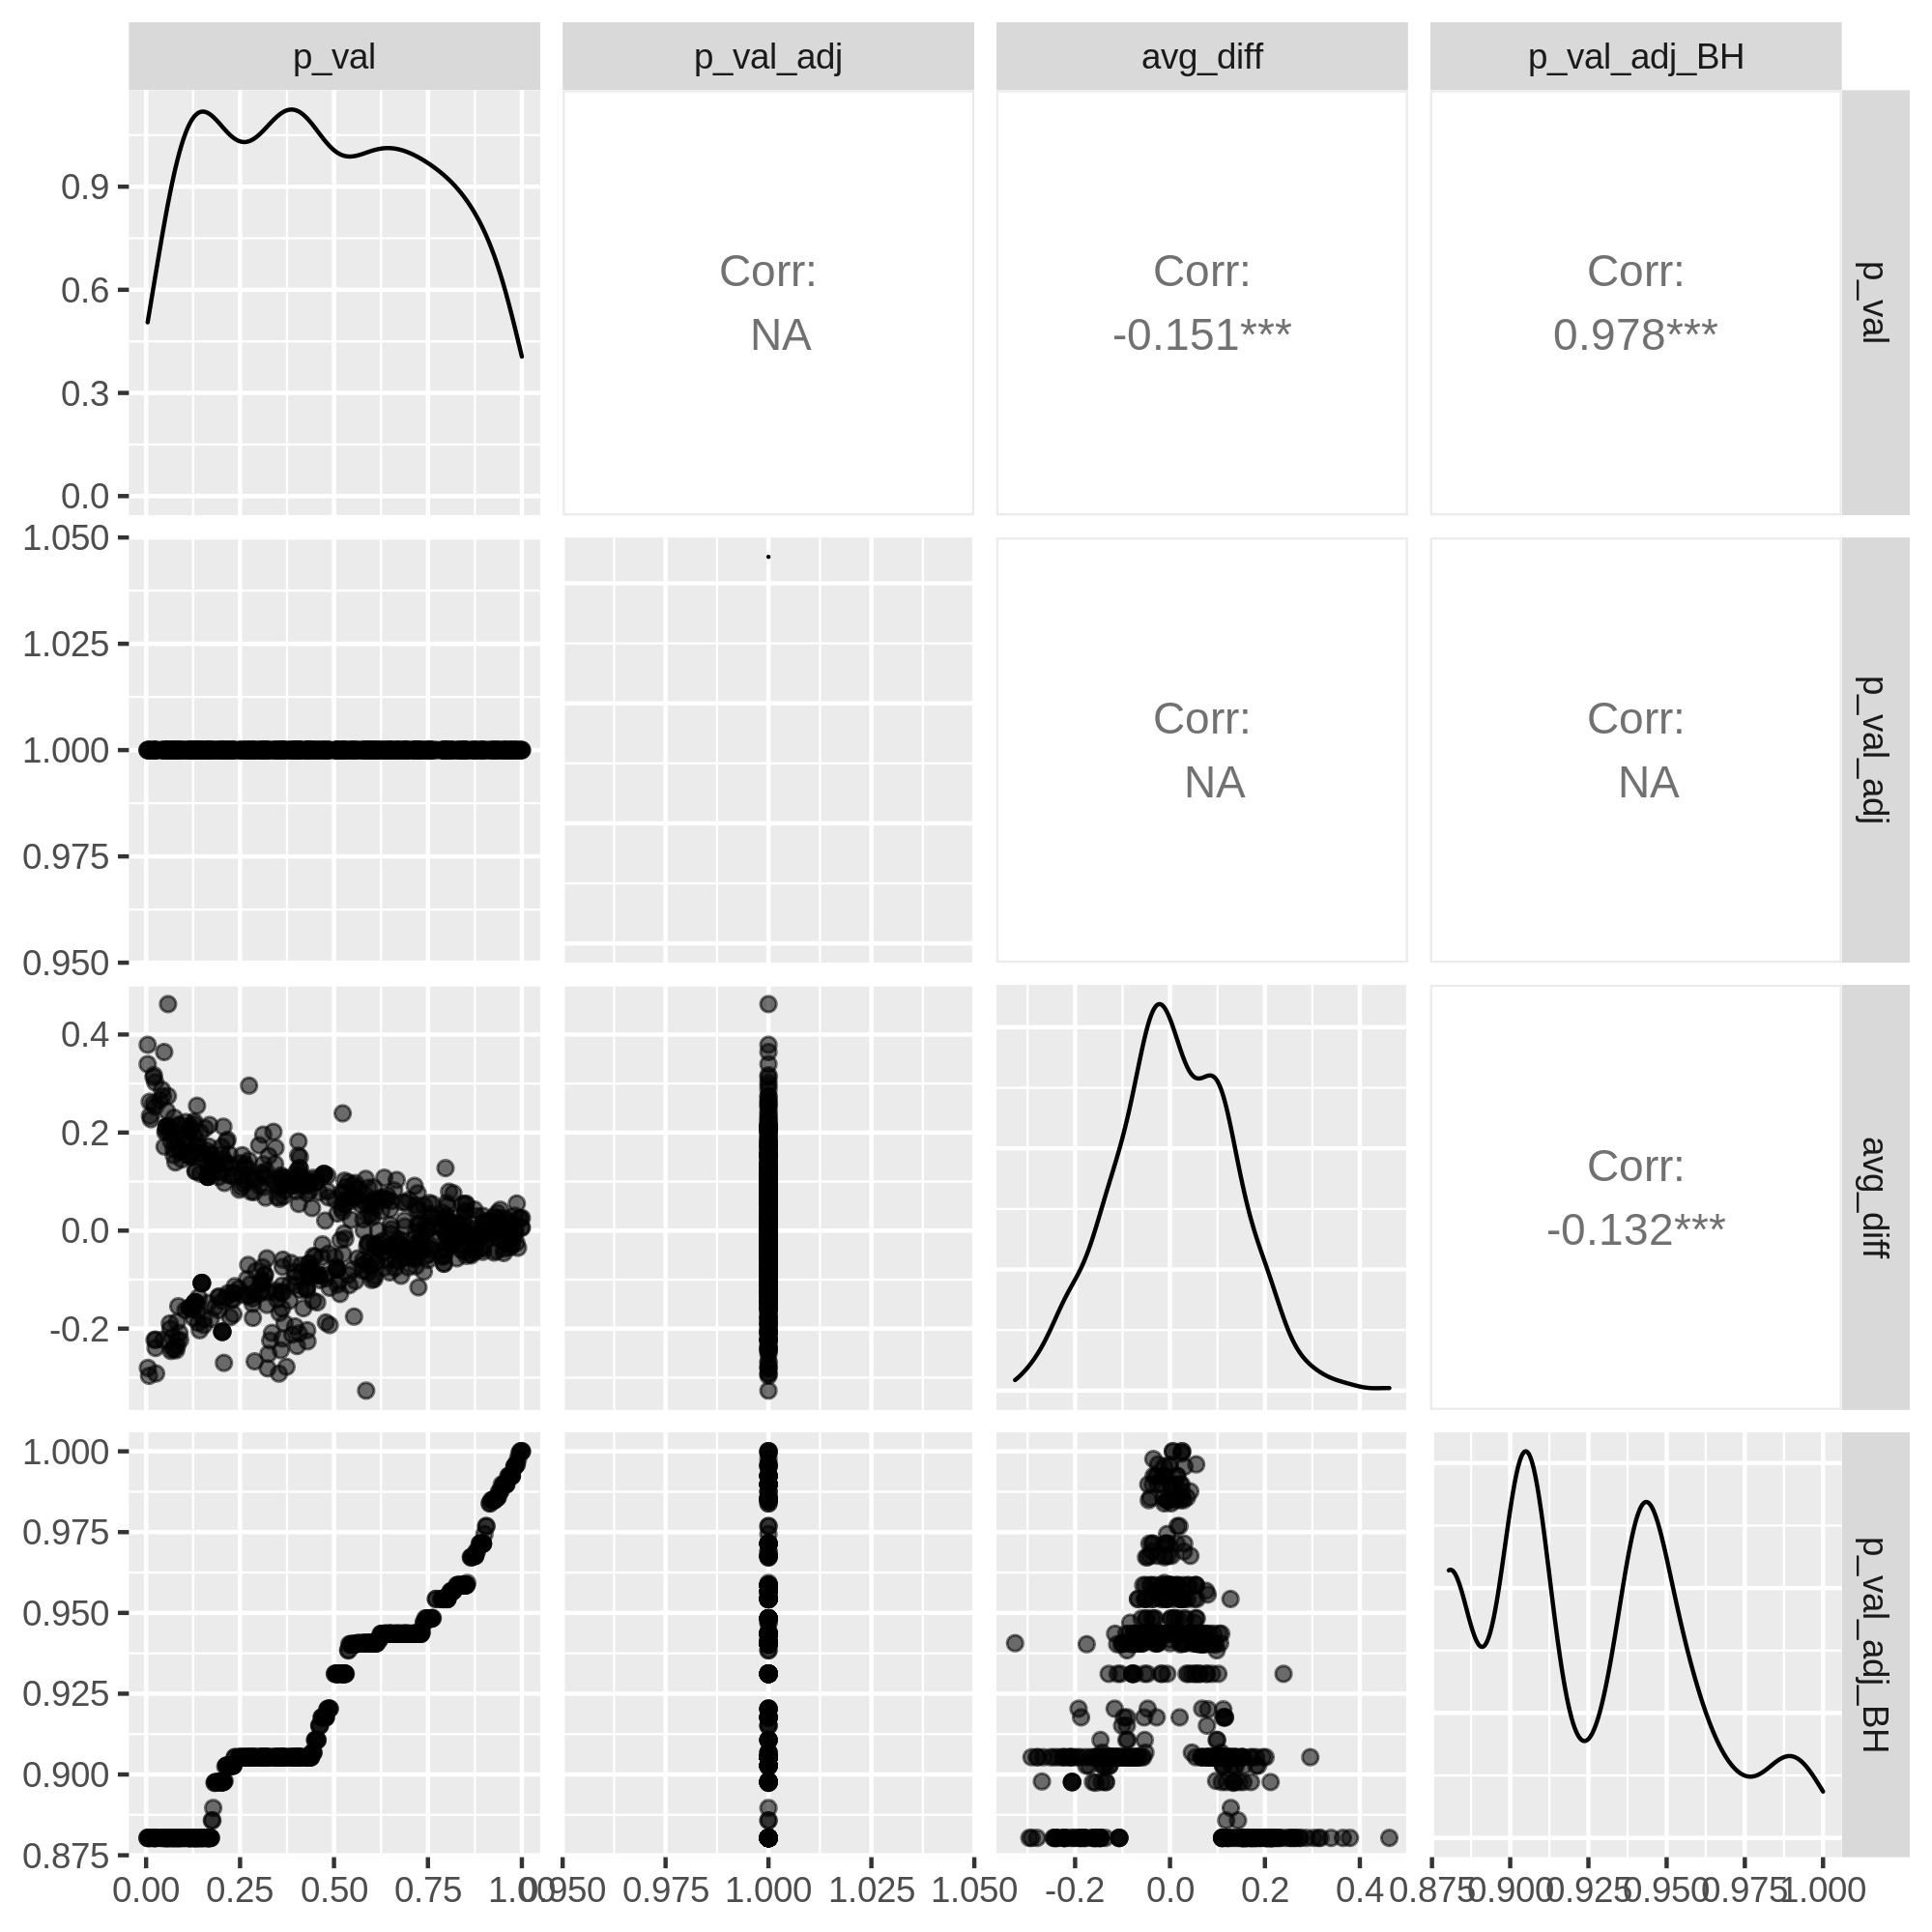 p_val
p_val_adj
avg_diff
p_val_adj_BH
0.9
0.6
0.3
0.0
Corr:
NA
Corr:
-0.151***
Corr:
0.978***
p_val
1.050
1.025
1.000
0.975
0.950
Corr:
NA
Corr:
NA
p_val_adj
0.4
0.2
0.0
-0.2
Corr:
-0.132***
avg_diff
1.000
0.975
0.950
0.925
0.900
0.875
p_val_adj_BH
0.00 0.25 0.50 0.75 1.00
0.950 0.975 1.000 1.025 1.050
-0.2 0.0 0.2 0.4
0.875 0.900 0.925 0.950 0.975 1.000